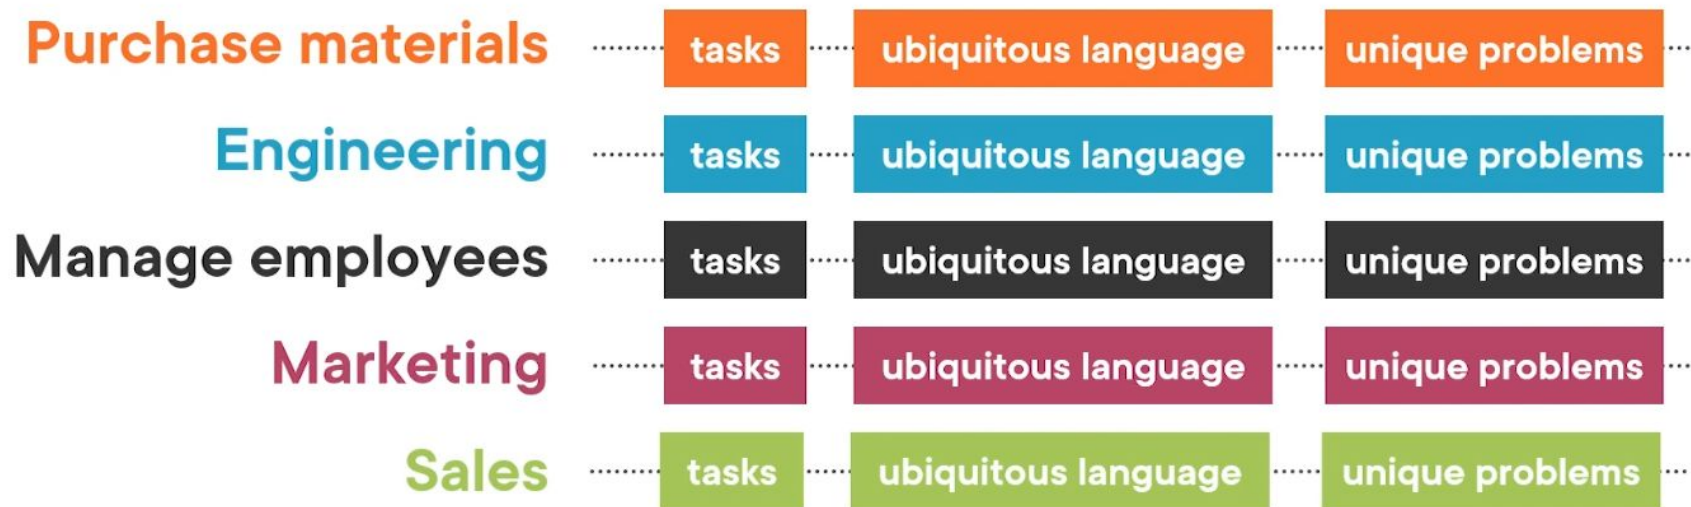 Purchase materials tasks ubiquitous language unique problems
Engineering tasks ubiquitous language unique problems
Manage employees tasks ubiquitous language unique problems
Marketing tasks ubiquitous language unique problems
Sales tasks ubiquitous language unique problems